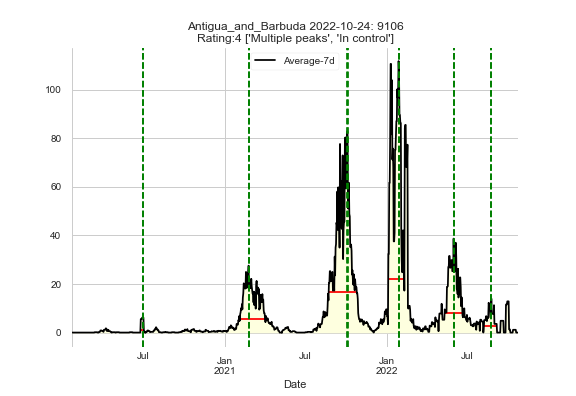 Antigua_and_Barbuda 2022-10-24: 9106
Rating:4 ['Multiple peaks', 'In control']
Average-7d
100
80
60
40
20
0
Jul
Jan
2021
Jul
Jan
2022
Jul
Date